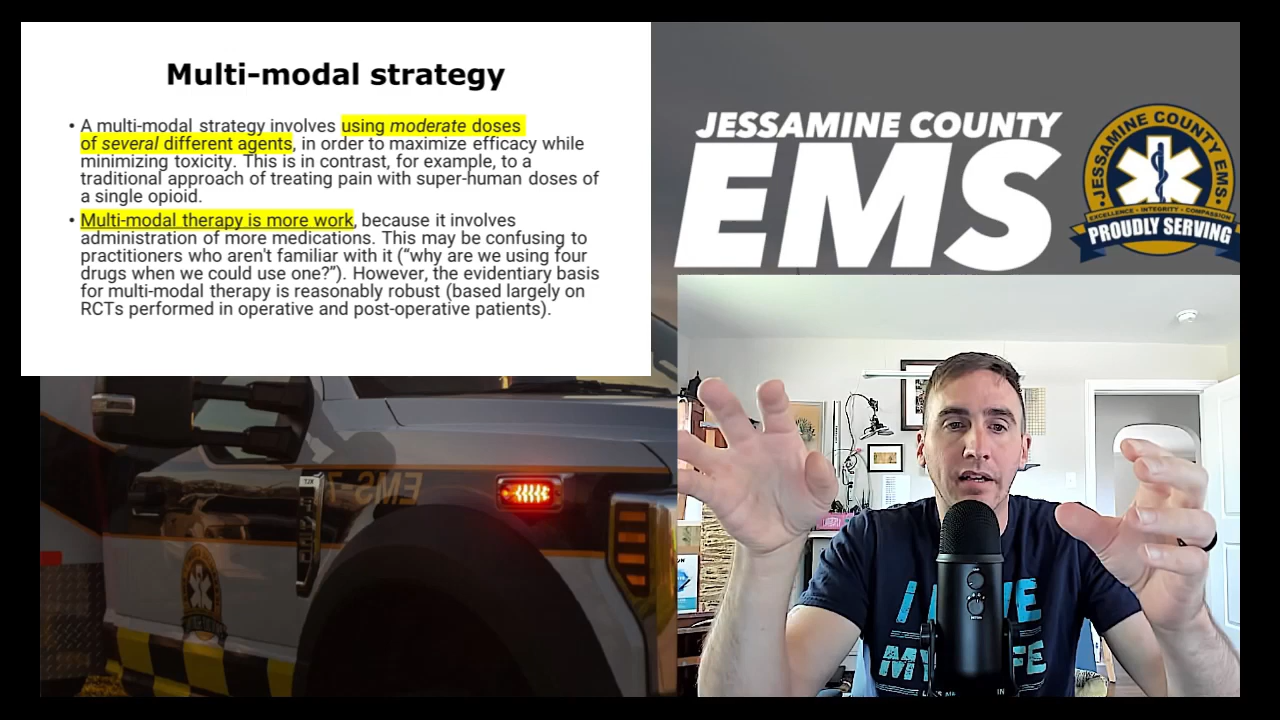 Multi-modal strategy
• A multi-modal strategy involves using moderate doses
of several different agents, in order to maximize efficacy while
minimizing toxicity. This is in contrast, for example, to a
traditional approach of treating pain with super-human doses of
a single opioid.
• Multi-modal therapy is more work, because it involves
administration of more medications. This may be confusing to
practitioners who aren't familiar with it (“why are we using four
drugs when we could use one?”). However, the evidentiary basis
for multi-modal therapy is reasonably robust (based largely on
RCTs performed in operative and post-operative patients).
JESSAMINE COUNTY
EMS
JESSAMINE COUNTY EMS
EXCELLENCE • INTEGRITY • COMPASSION
PROUDLY SERVING
EMS-7
I
MY